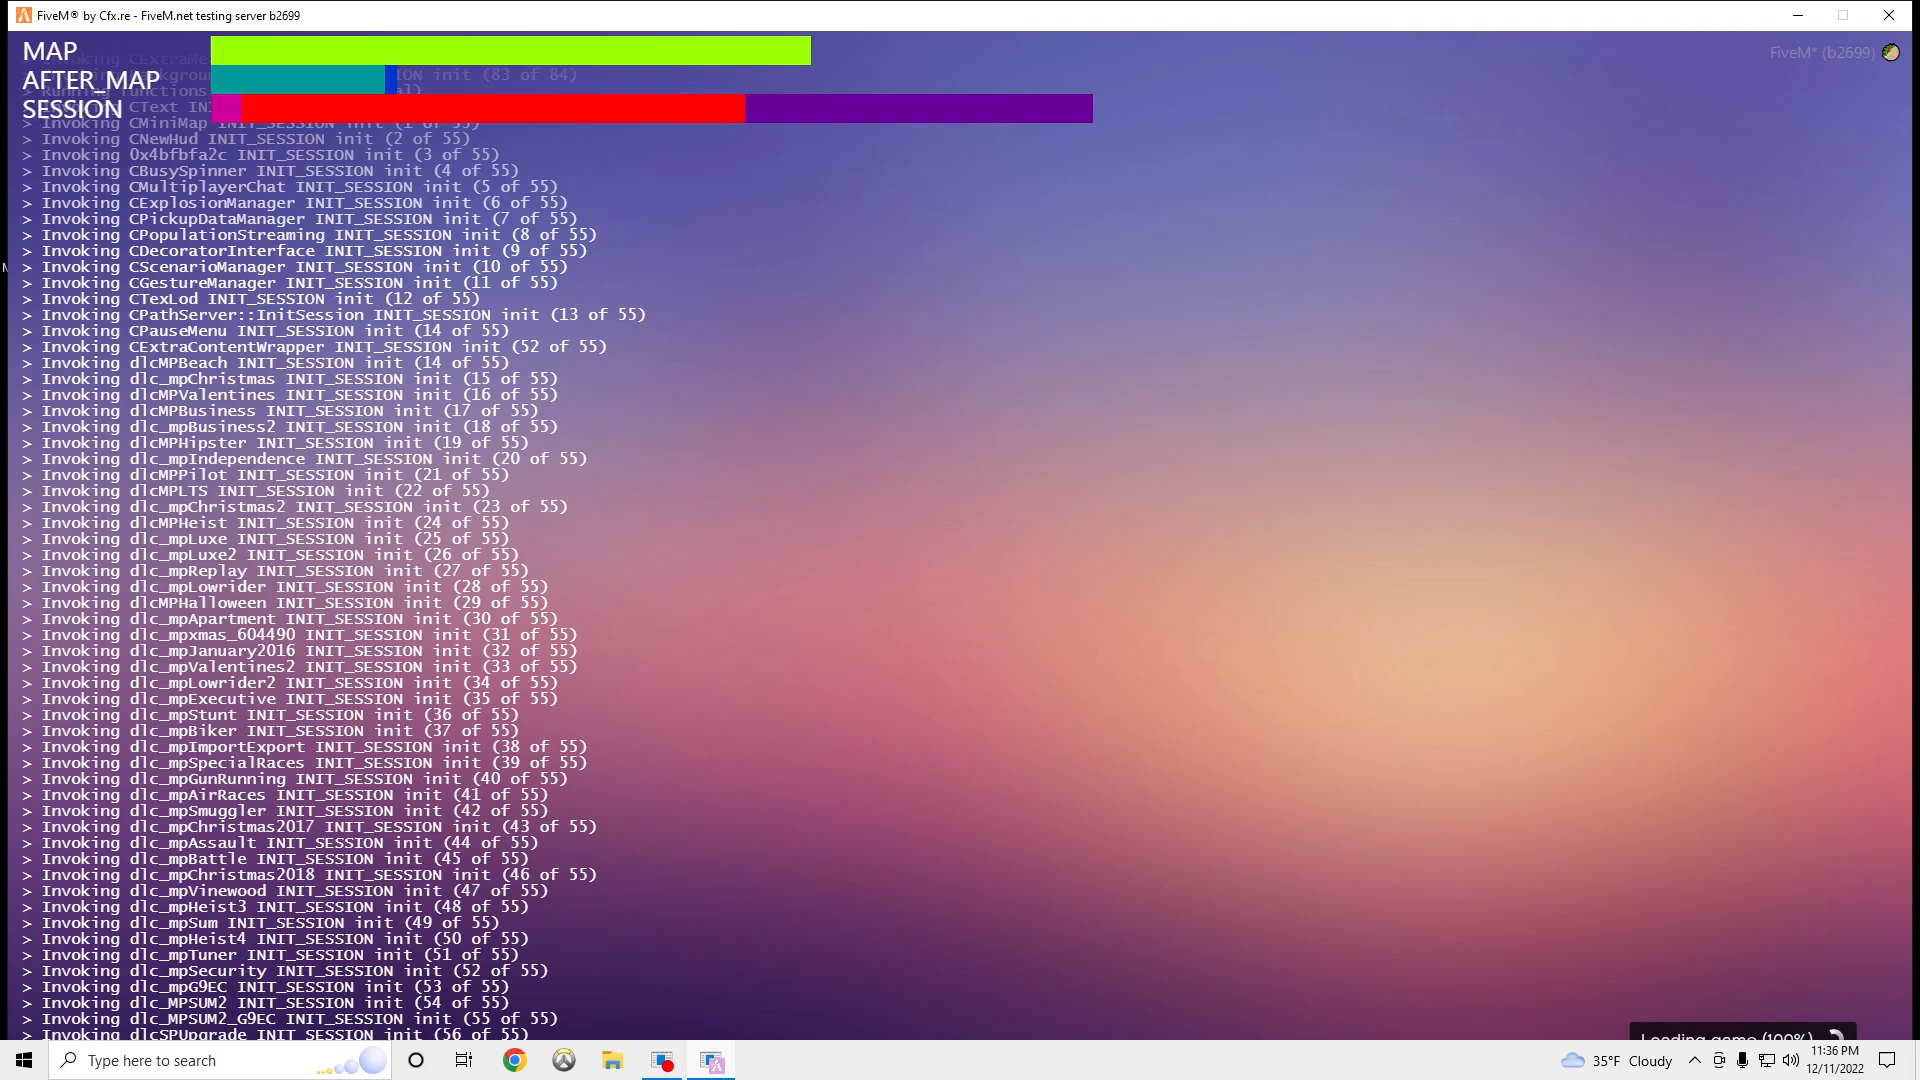 FiveM® by Cfx.re - FiveM.net testing server b2699
FiveM* (b2699)
MAP
AFTER_MAP
SESSION
ION init (83 of 84)
> Running functions
> Invoking CText
> Invoking CMiniMap INIT_SESSION init (1 of 55)
> Invoking CNewHud INIT_SESSION init (2 of 55)
> Invoking 0x4bfbfa2c INIT_SESSION init (3 of 55)
> Invoking CBusySpinner INIT_SESSION init (4 of 55)
> Invoking CMultiplayerChat INIT_SESSION init (5 of 55)
> Invoking CExplosionManager INIT_SESSION init (6 of 55)
> Invoking CPickupDataManager INIT_SESSION init (7 of 55)
> Invoking CPopulationStreaming INIT_SESSION init (8 of 55)
> Invoking CDecoratorInterface INIT_SESSION init (9 of 55)
> Invoking CScenarioManager INIT_SESSION init (10 of 55)
> Invoking CGestureManager INIT_SESSION init (11 of 55)
> Invoking CTexLod INIT_SESSION init (12 of 55)
> Invoking CPathServer::InitSession INIT_SESSION init (13 of 55)
> Invoking CPauseMenu INIT_SESSION init (14 of 55)
> Invoking CExtraContentWrapper INIT_SESSION init (52 of 55)
> Invoking dlcMPBeach INIT_SESSION init (14 of 55)
> Invoking dlc_mpChristmas INIT_SESSION init (15 of 55)
> Invoking dlcMPValentines INIT_SESSION init (16 of 55)
> Invoking dlcMPBusiness INIT_SESSION init (17 of 55)
> Invoking dlc_mpBusiness2 INIT_SESSION init (18 of 55)
> Invoking dlcMPHipster INIT_SESSION init (19 of 55)
> Invoking dlc_mpIndependence INIT_SESSION init (20 of 55)
> Invoking dlcMPPilot INIT_SESSION init (21 of 55)
> Invoking dlcMPLTS INIT_SESSION init (22 of 55)
> Invoking dlc_mpChristmas2 INIT_SESSION init (23 of 55)
> Invoking dlcMPHeist INIT_SESSION init (24 of 55)
> Invoking dlc_mpLuxe INIT_SESSION init (25 of 55)
> Invoking dlc_mpLuxe2 INIT_SESSION init (26 of 55)
> Invoking dlc_mpReplay INIT_SESSION init (27 of 55)
> Invoking dlc_mpLowrider INIT_SESSION init (28 of 55)
> Invoking dlcMPHalloween INIT_SESSION init (29 of 55)
> Invoking dlc_mpApartment INIT_SESSION init (30 of 55)
> Invoking dlc_mpxmas_604490 INIT_SESSION init (31 of 55)
> Invoking dlc_mpJanuary2016 INIT_SESSION init (32 of 55)
> Invoking dlc_mpValentines2 INIT_SESSION init (33 of 55)
> Invoking dlc_mpLowrider2 INIT_SESSION init (34 of 55)
> Invoking dlc_mpExecutive INIT_SESSION init (35 of 55)
> Invoking dlc_mpStunt INIT_SESSION init (36 of 55)
> Invoking dlc_mpBiker INIT_SESSION init (37 of 55)
> Invoking dlc_mpImportExport INIT_SESSION init (38 of 55)
> Invoking dlc_mpSpecialRaces INIT_SESSION init (39 of 55)
> Invoking dlc_mpGunRunning INIT_SESSION init (40 of 55)
> Invoking dlc_mpAirRaces INIT_SESSION init (41 of 55)
> Invoking dlc_mpSmuggler INIT_SESSION init (42 of 55)
> Invoking dlc_mpChristmas2017 INIT_SESSION init (43 of 55)
> Invoking dlc_mpAssault INIT_SESSION init (44 of 55)
> Invoking dlc_mpBattle INIT_SESSION init (45 of 55)
> Invoking dlc_mpChristmas2018 INIT_SESSION init (46 of 55)
> Invoking dlc_mpVinewood INIT_SESSION init (47 of 55)
> Invoking dlc_mpHeist3 INIT_SESSION init (48 of 55)
> Invoking dlc_mpSum INIT_SESSION init (49 of 55)
> Invoking dlc_mpHeist4 INIT_SESSION init (50 of 55)
> Invoking dlc_mpTuner INIT_SESSION init (51 of 55)
> Invoking dlc_mpSecurity INIT_SESSION init (52 of 55)
> Invoking dlc_mpG9EC INIT_SESSION init (53 of 55)
> Invoking dlc_MPSUM2 INIT_SESSION init (54 of 55)
> Invoking dlc_MPSUM2_G9EC INIT_SESSION init (55 of 55)
> Invoking dlcSPUpgrade INIT_SESSION init (56 of 55)
Loading game (100%)
Type here to search
35°F Cloudy
11:36 PM
12/11/2022